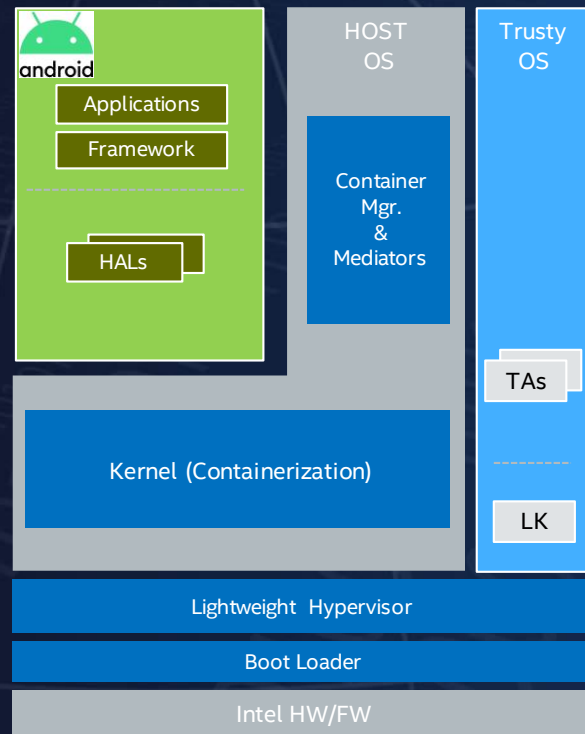 android
Applications
Framework
HALs
HOST
OS
Container
Mgr.
&
Mediators
Trusty
OS
TAs
LK
Kernel (Containerization)
Lightweight Hypervisor
Boot Loader
Intel HW/FW